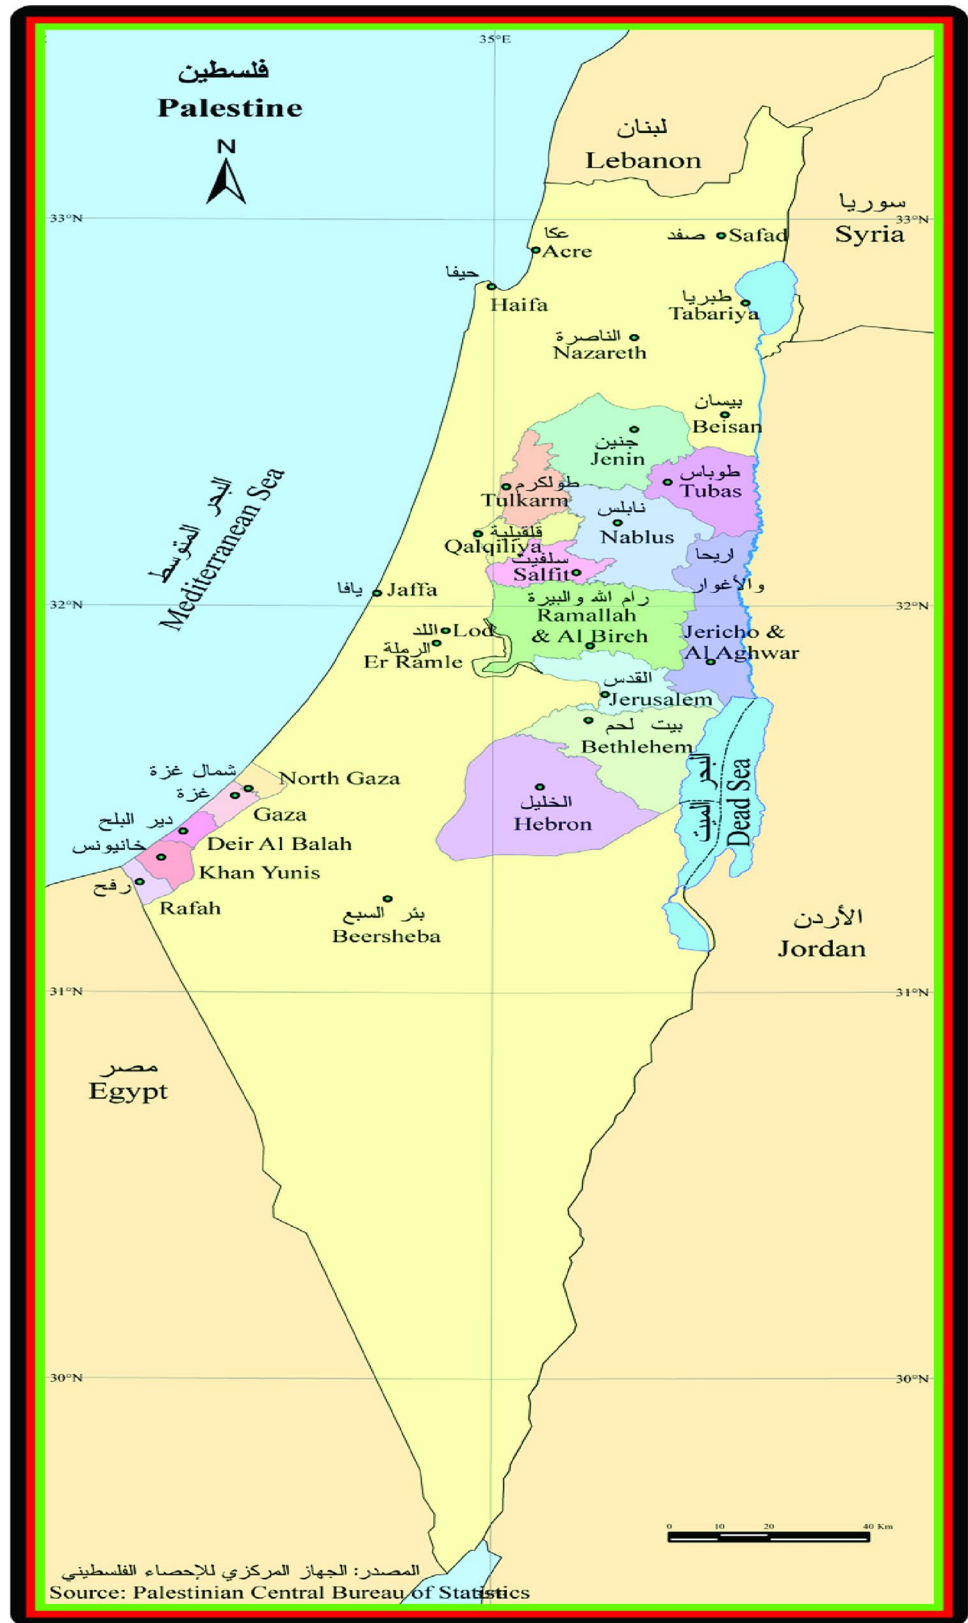 35°E
فلسطين
Palestine
N
لبنان
Lebanon
سوريا
Syria
33°N
33°N
عكا
Acre
صفد Safad
حيفا
Haifa
طبريا
Tabariya
الناصرة
Nazareth
بيسان
Beisan
جنين
Jenin
طوباس
Tubas
طولكرم
Tulkarm
نابلس
Nablus
قلقيلية
Qalqiliya
سلفيت
Salfit
اريحا
والأغوار
Jericho &
Al Aghwar
البحر المتوسط
Mediterranean Sea
يافا Jaffa
32°N
32°N
رام الله والبيرة
Ramallah
& Al Bireh
اللد Lod
الرملة
Er Ramle
القدس
Jerusalem
بيت لحم
Bethlehem
البحر الميت
Dead Sea
الخليل
Hebron
شمال غزة
North Gaza
غزة
Gaza
دير البلح
Deir Al Balah
خانيونس
Khan Yunis
رفح
Rafah
بئر السبع
Beersheba
الأردن
Jordan
31°N
31°N
مصر
Egypt
30°N
30°N
0 10 20 40 Km
المصدر: الجهاز المركزي للإحصاء الفلسطيني
Source: Palestinian Central Bureau of Statistics